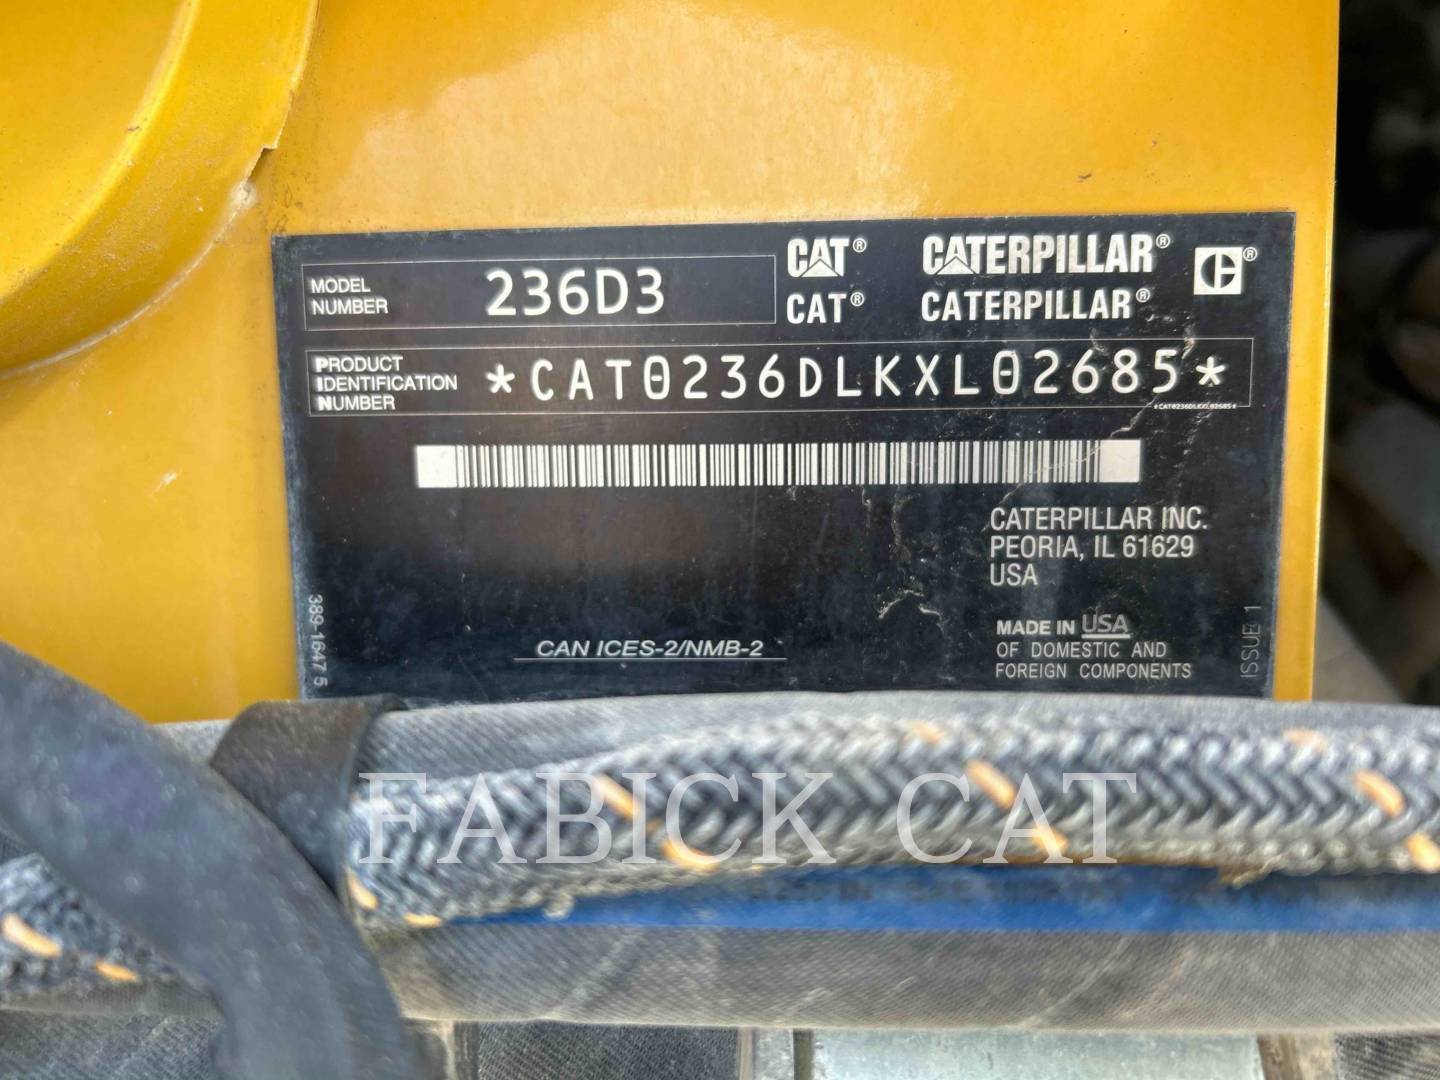 MODEL NUMBER 236D3
CAT® CATERPILLAR® ®
CAT® CATERPILLAR®
PRODUCT IDENTIFICATION NUMBER *CAT0236DLKXL02685*
*CAT0236DLKXL02685*
CATERPILLAR INC.
PEORIA, IL 61629
USA
MADE IN USA
OF DOMESTIC AND
FOREIGN COMPONENTS
CAN ICES-2/NMB-2
389-1647 5
ISSUE 1
FABICK CAT